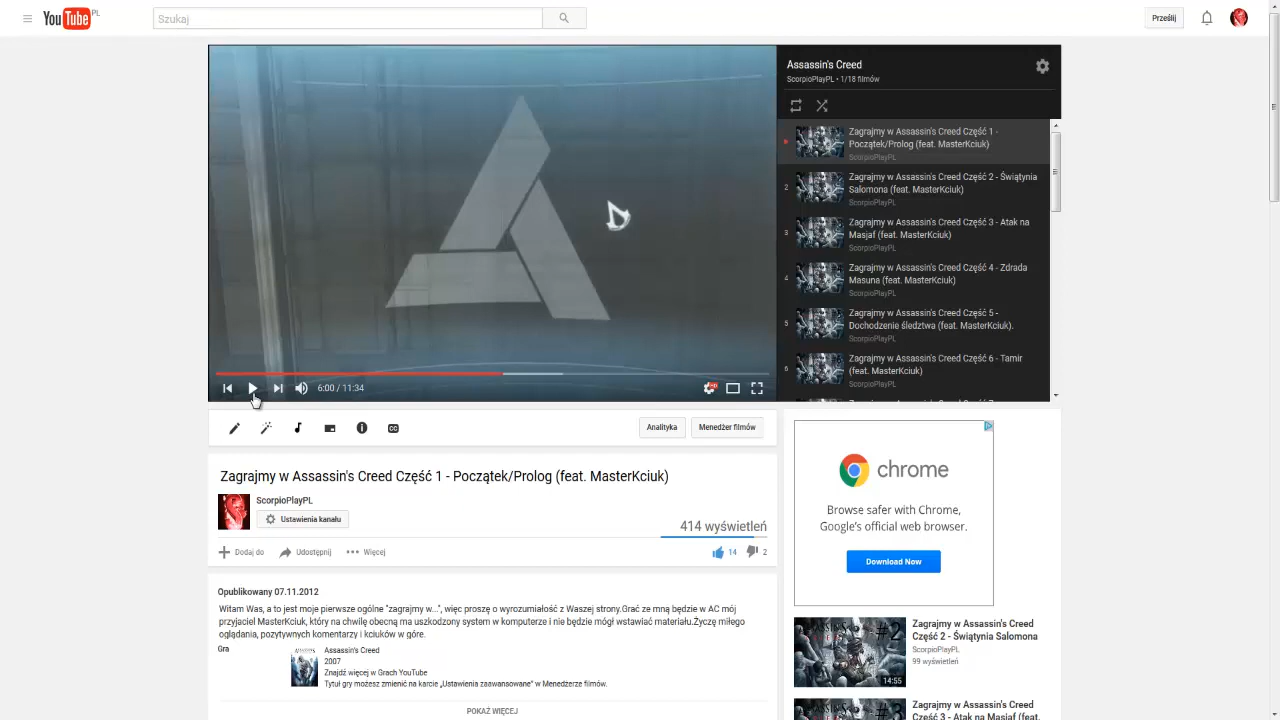 YouTube PL
Szukaj
Prześlij
Assassin's Creed
ScorpioPlayPL • 1/18 filmów
Zagrajmy w Assassin's Creed Część 1 -
Początek/Prolog (feat. MasterKciuk)
ScorpioPlayPL
2
Zagrajmy w Assassin's Creed Część 2 - Świątynia
Salomona (feat. MasterKciuk)
ScorpioPlayPL
3
Zagrajmy w Assassin's Creed Część 3 - Atak na
Masjaf (feat. MasterKciuk)
ScorpioPlayPL
4
Zagrajmy w Assassin's Creed Część 4 - Zdrada
Masuna (feat. MasterKciuk)
ScorpioPlayPL
5
Zagrajmy w Assassin's Creed Część 5 -
Dochodzenie śledztwa (feat. MasterKciuk).
ScorpioPlayPL
6
Zagrajmy w Assassin's Creed Część 6 - Tamir
(feat. MasterKciuk)
ScorpioPlayPL
6:00 / 11:34
HD
CC
Analityka
Menedżer filmów
Zagrajmy w Assassin's Creed Część 1 - Początek/Prolog (feat. MasterKciuk)
ScorpioPlayPL
Ustawienia kanału
414 wyświetleń
Dodaj do
Udostępnij
Więcej
14
2
Opublikowany 07.11.2012
Witam Was, a to jest moje pierwsze ogólne "zagrajmy w...", więc proszę o wyrozumiałość z Waszej strony.Grać ze mną będzie w AC mój
przyjaciel MasterKciuk, który na chwilę obecną ma uszkodzony system w komputerze i nie będzie mógł wstawiać materiału.Życzę miłego
oglądania, pozytywnych komentarzy i kciuków w góre.
Gra
Assassin's Creed
2007
Znajdź więcej w Grach YouTube
Tytuł gry możesz zmienić na karcie „Ustawienia zaawansowane" w Menedżerze filmów.
POKAŻ WIĘCEJ
chrome
Browse safer with Chrome,
Google's official web browser.
Download Now
#2
14:55
Zagrajmy w Assassin's Creed
Część 2 - Świątynia Salomona
ScorpioPlayPL
99 wyświetleń
#3
Zagrajmy w Assassin's Creed
Część 3 - Atak na Masjaf (feat.